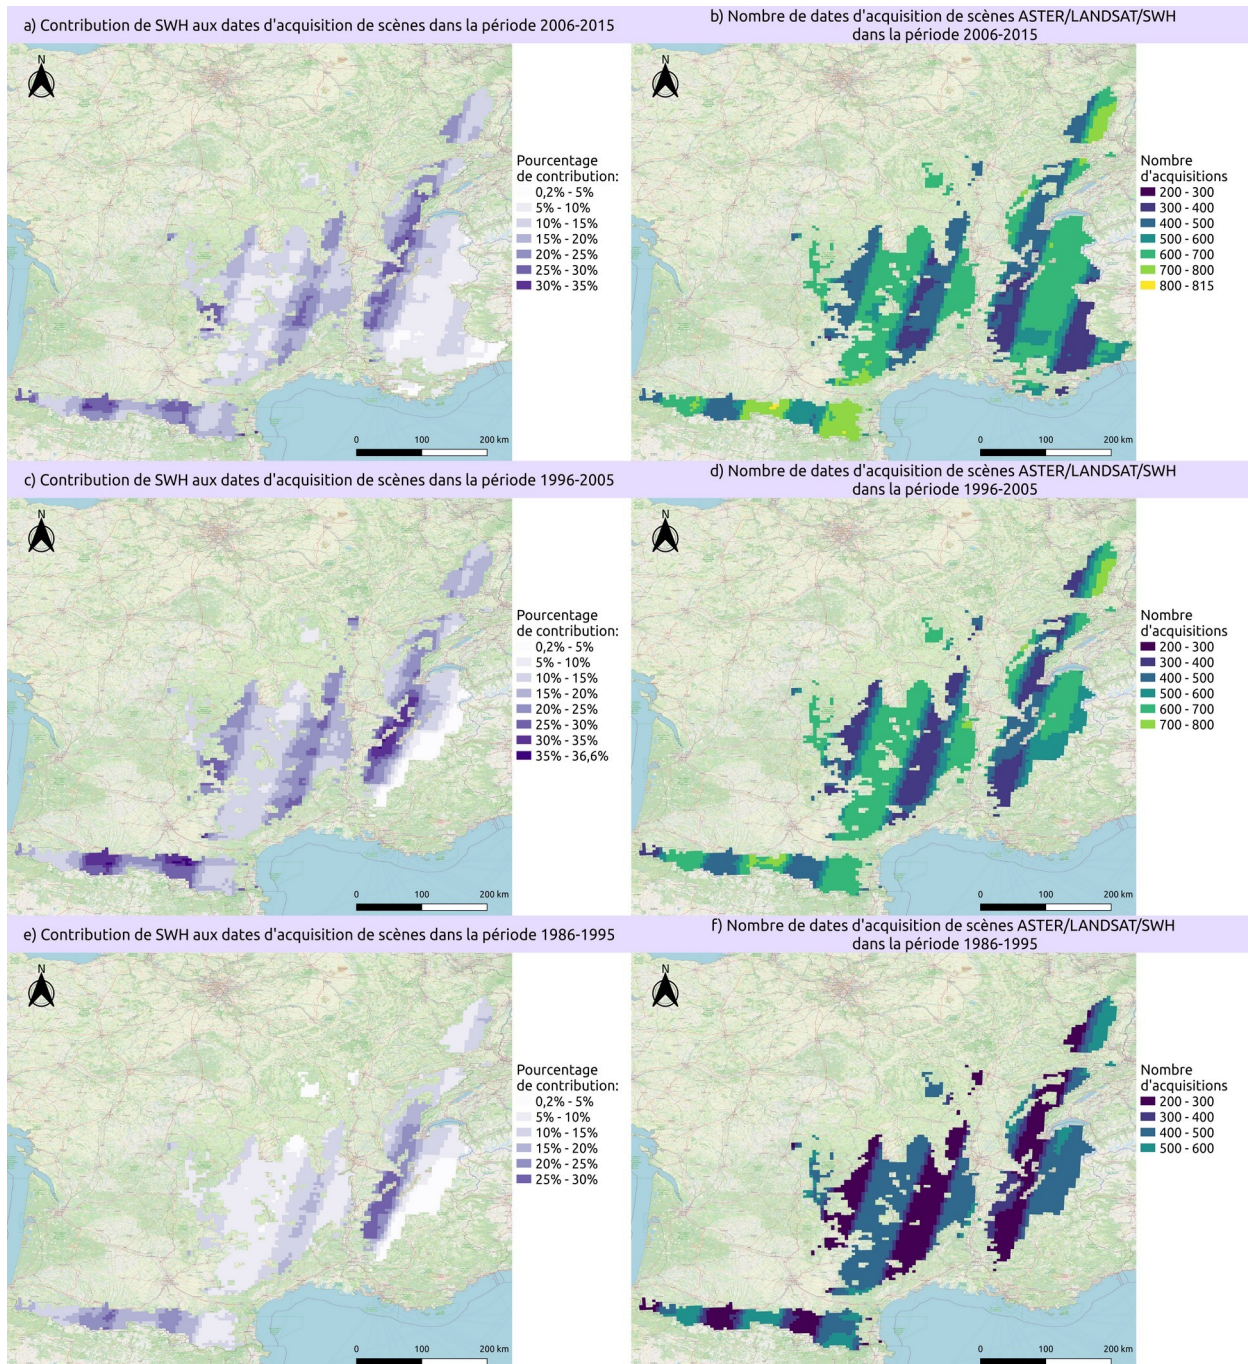 a) Contribution de SWH aux dates d'acquisition de scènes dans la période 2006-2015
b) Nombre de dates d'acquisition de scènes ASTER/LANDSAT/SWH
dans la période 2006-2015
N
Pourcentage
de contribution:
0,2% - 5%
5% - 10%
10% - 15%
15% - 20%
20% - 25%
25% - 30%
30% - 35%
0 100 200 km
N
Nombre
d'acquisitions
200 - 300
300 - 400
400 - 500
500 - 600
600 - 700
700 - 800
800 - 815
0 100 200 km
c) Contribution de SWH aux dates d'acquisition de scènes dans la période 1996-2005
d) Nombre de dates d'acquisition de scènes ASTER/LANDSAT/SWH
dans la période 1996-2005
N
Pourcentage
de contribution:
0,2% - 5%
5% - 10%
10% - 15%
15% - 20%
20% - 25%
25% - 30%
30% - 35%
35% - 36,6%
0 100 200 km
N
Nombre
d'acquisitions
200 - 300
300 - 400
400 - 500
500 - 600
600 - 700
700 - 800
0 100 200 km
e) Contribution de SWH aux dates d'acquisition de scènes dans la période 1986-1995
f) Nombre de dates d'acquisition de scènes ASTER/LANDSAT/SWH
dans la période 1986-1995
N
Pourcentage
de contribution:
0,2% - 5%
5% - 10%
10% - 15%
15% - 20%
20% - 25%
25% - 30%
0 100 200 km
N
Nombre
d'acquisitions
200 - 300
300 - 400
400 - 500
500 - 600
0 100 200 km